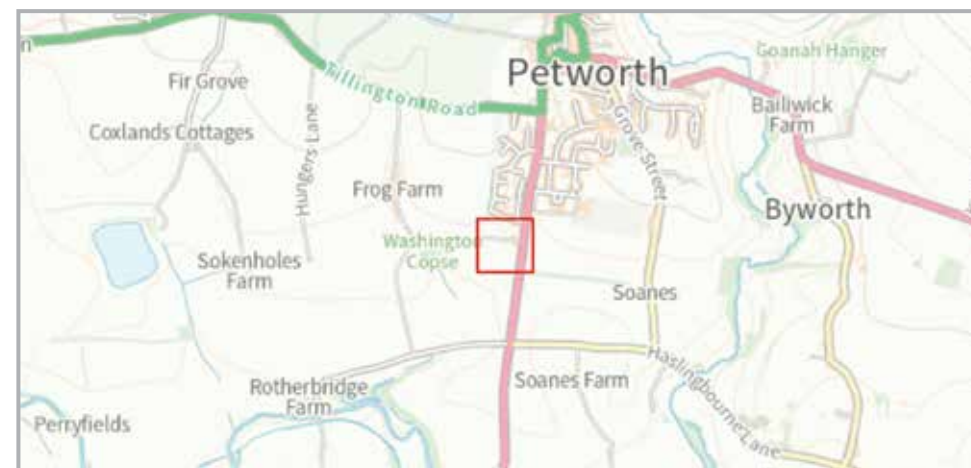 n
Goanah Hanger
Fir Grove
Tillington Road
Petworth
Bailiwick
Farm
Coxlands Cottages
Hungers Lane
Grove Street
Frog Farm
Byworth
Washington
Copse
Sokenholes
Farm
Soanes
Haslingbourne Lane
Rotherbridge
Farm
Soanes Farm
Perryfields